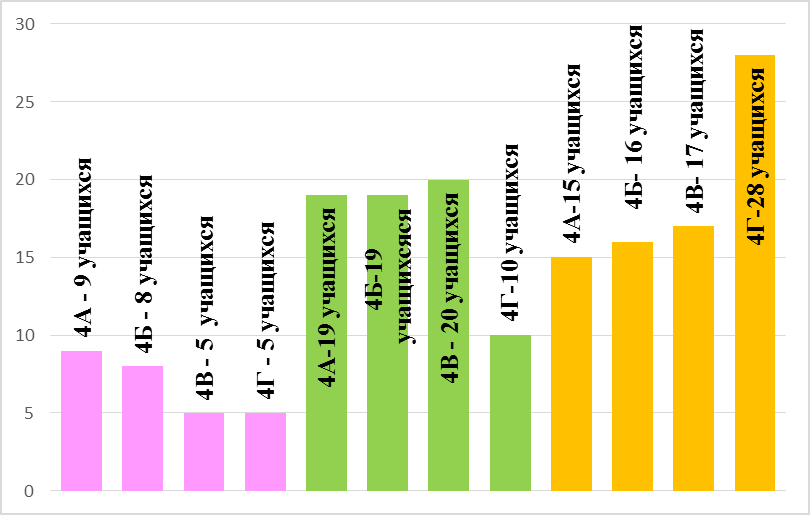 30
25
20
15
10
5
0
4А - 9 учащихся
4Б - 8 учащихся
4В - 5  учащихся
4Г - 5 учащихся
4А-19 учащихся
4Б-19
учащихсяся
4В - 20 учащихся
4Г-10 учащихся
4А-15 учащихся
4Б- 16 учащихся
4В- 17 учащихся
4Г-28 учащихся